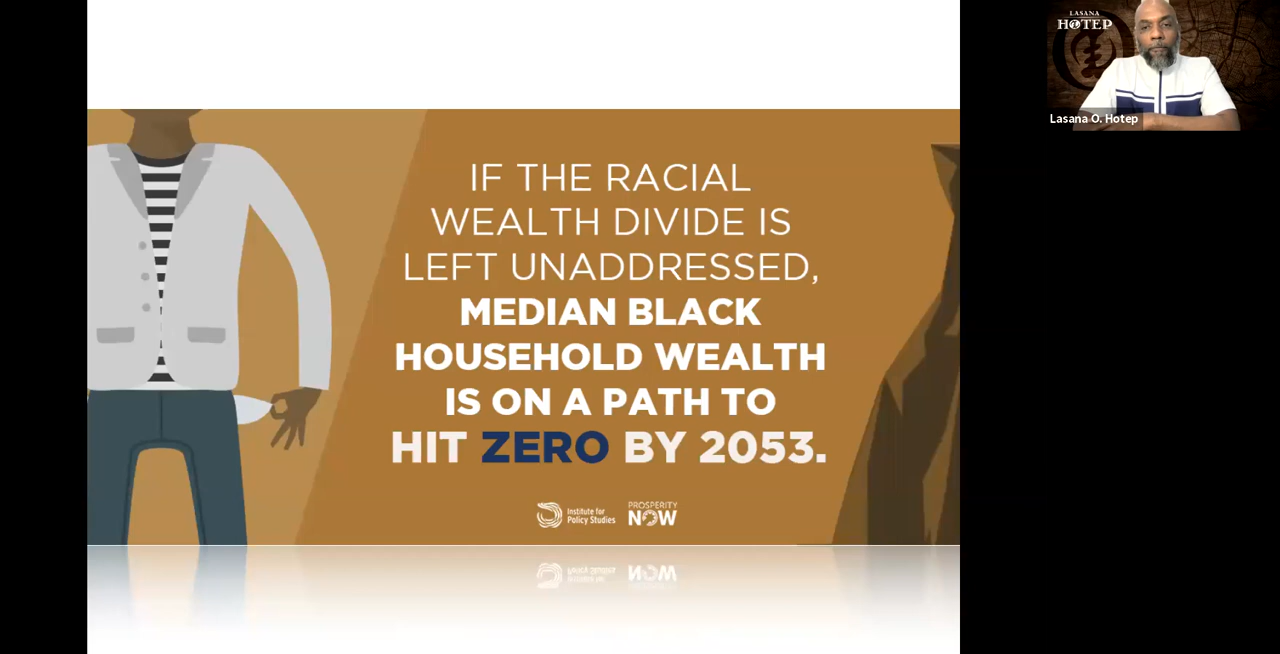 IF THE RACIAL
WEALTH DIVIDE IS
LEFT UNADDRESSED,
MEDIAN BLACK
HOUSEHOLD WEALTH
IS ON A PATH TO
HIT ZERO BY 2053.
Institute for
Policy Studies
PROSPERITY
NOW
LASANA
HOTEP
Lasana O. Hotep